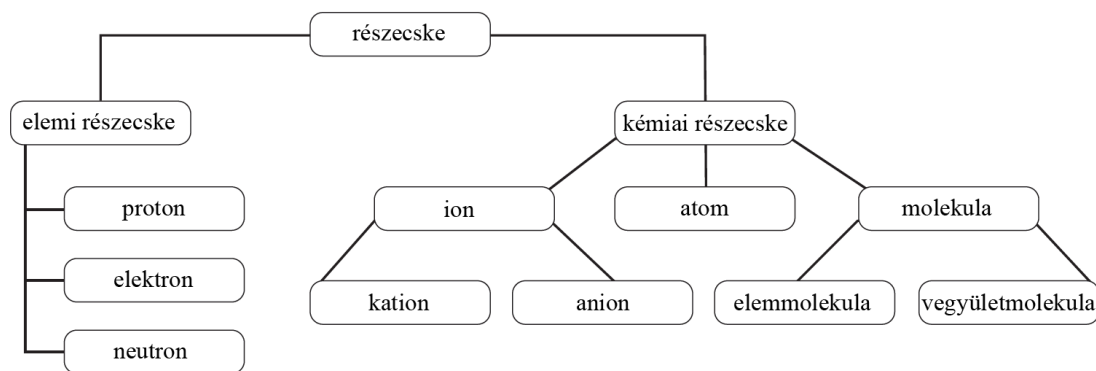 részecske
elemi részecske
kémiai részecske
proton
ion
atom
molekula
elektron
kation
anion
elemmolekula
vegyületmolekula
neutron